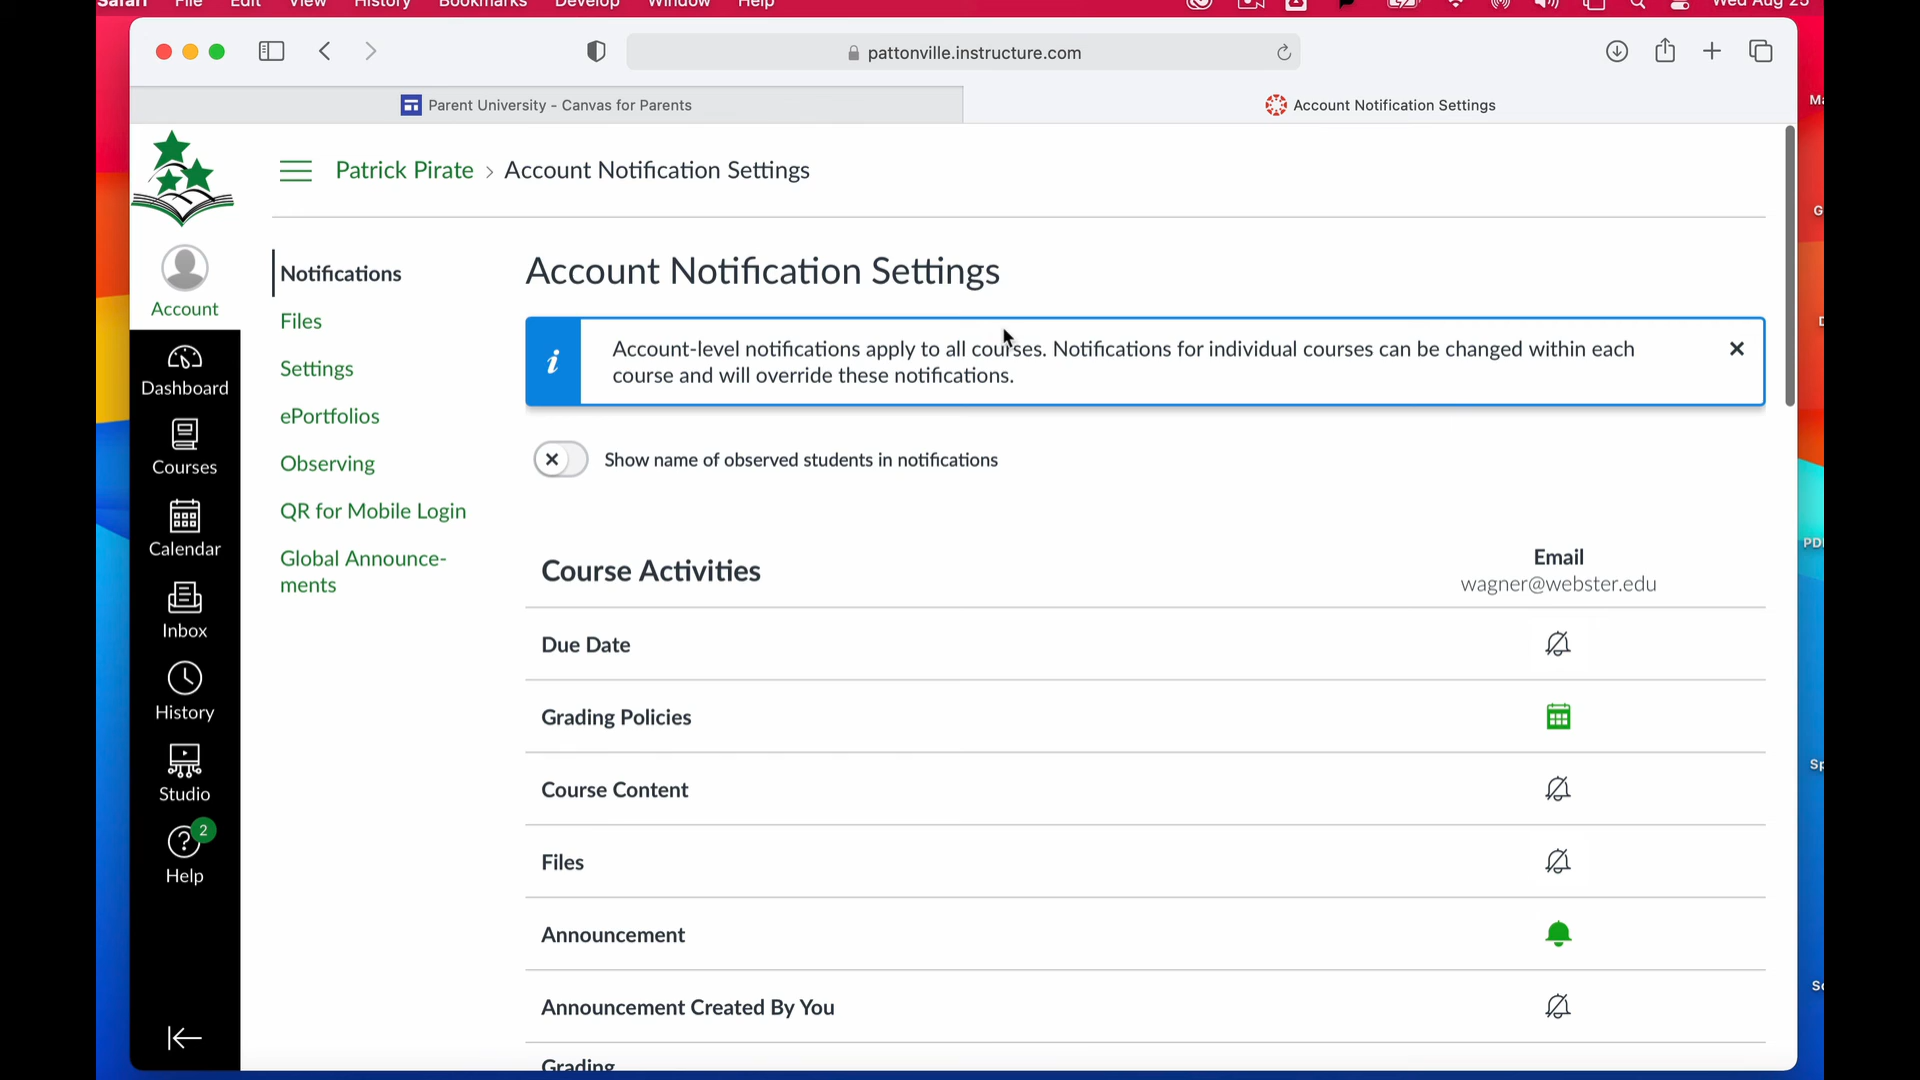 Safari File Edit View History Bookmarks Develop Window Help Wed Aug 25
pattonville.instructure.com
Parent University - Canvas for Parents
Account Notification Settings
Patrick Pirate > Account Notification Settings
Account
Dashboard
Courses
Calendar
Inbox
History
Studio
2
Help
Notifications
Files
Settings
ePortfolios
Observing
QR for Mobile Login
Global Announce-
ments
Account Notification Settings
Account-level notifications apply to all courses. Notifications for individual courses can be changed within each
course and will override these notifications.
Show name of observed students in notifications
Course Activities
Email
wagner@webster.edu
Due Date
Grading Policies
Course Content
Files
Announcement
Announcement Created By You
Grading